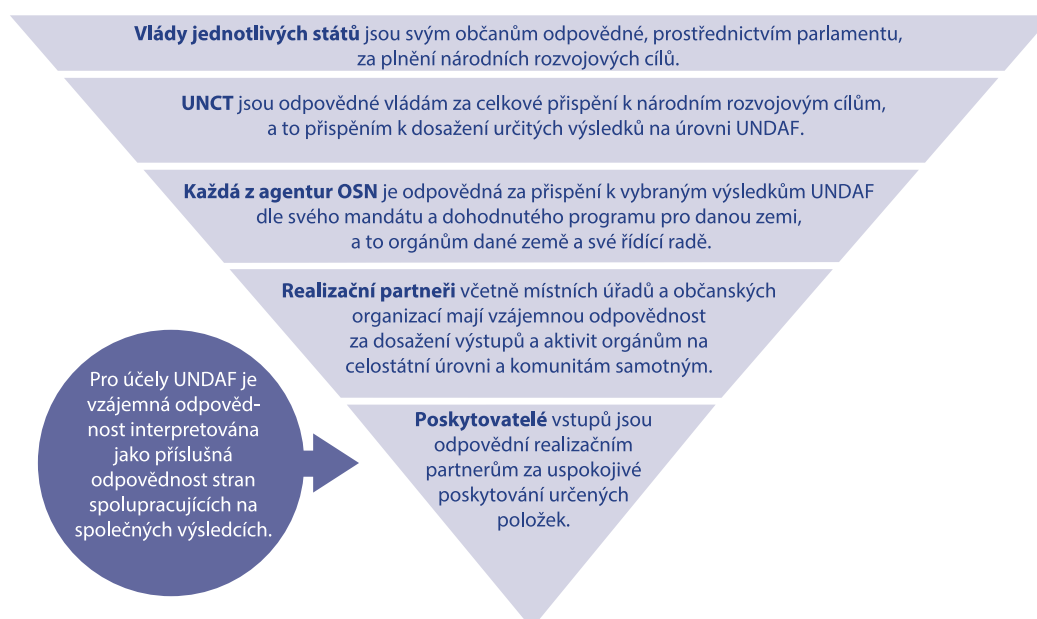 Vlády jednotlivých států jsou svým občanům odpovědné, prostřednictvím parlamentu,
za plnění národních rozvojových cílů.
UNCT jsou odpovědné vládám za celkové přispění k národním rozvojovým cílům,
a to přispěním k dosažení určitých výsledků na úrovni UNDAF.
Každá z agentur OSN je odpovědná za přispění k vybraným výsledkům UNDAF
dle svého mandátu a dohodnutého programu pro danou zemi,
a to orgánům dané země a své řídící radě.
Realizační partneři včetně místních úřadů a občanských
organizací mají vzájemnou odpovědnost
za dosažení výstupů a aktivit orgánům na
celostátní úrovni a komunitám samotným.
Pro účely UNDAF je
vzájemná odpověd-
nost interpretována
jako příslušná
odpovědnost stran
spolupracujících na
společných výsledcích.
Poskytovatelé vstupů jsou
odpovědní realizačním
partnerům za uspokojivé
poskytování určených
položek.